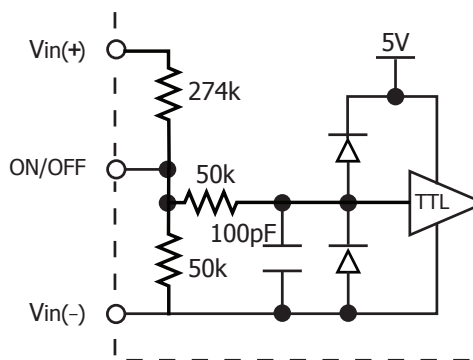 Vin(+)
5V
274k
ON/OFF
50k
TTL
100pF
50k
Vin(−)